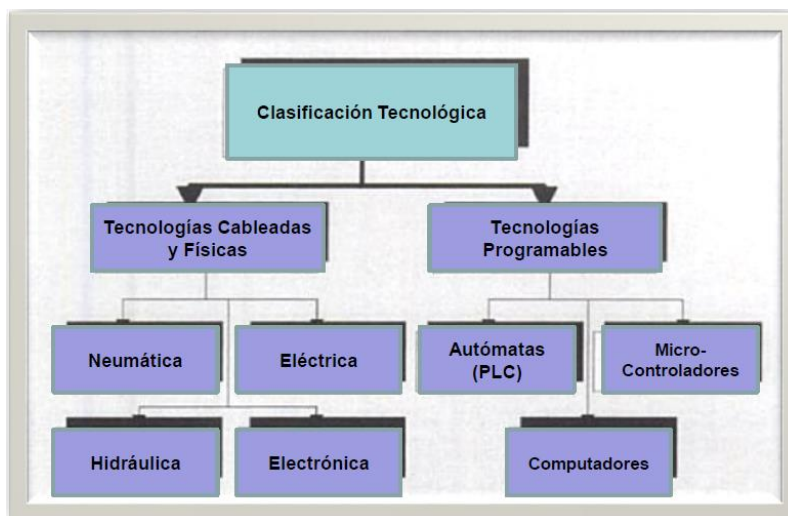 Clasificación Tecnológica
Tecnologías Cableadas
y Físicas
Tecnologías
Programables
Neumática
Eléctrica
Autómatas
(PLC)
Micro-
Controladores
Hidráulica
Electrónica
Computadores